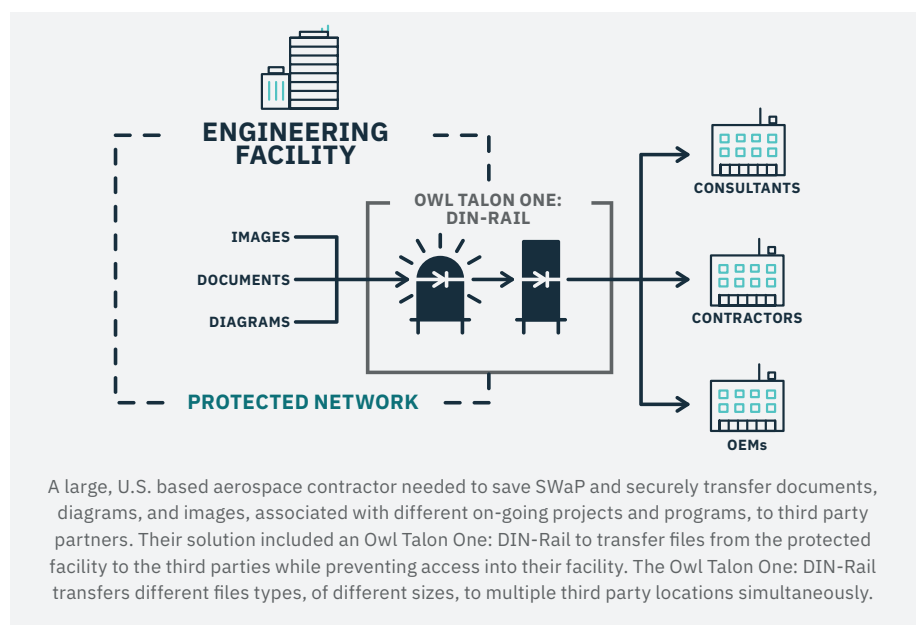 ENGINEERING
FACILITY
OWL TALON ONE:
DIN-RAIL
IMAGES
DOCUMENTS
DIAGRAMS
PROTECTED NETWORK
CONSULTANTS
CONTRACTORS
OEMs
A large, U.S. based aerospace contractor needed to save SWaP and securely transfer documents,
diagrams, and images, associated with different on-going projects and programs, to third party
partners. Their solution included an Owl Talon One: DIN-Rail to transfer files from the protected
facility to the third parties while preventing access into their facility. The Owl Talon One: DIN-Rail
transfers different files types, of different sizes, to multiple third party locations simultaneously.